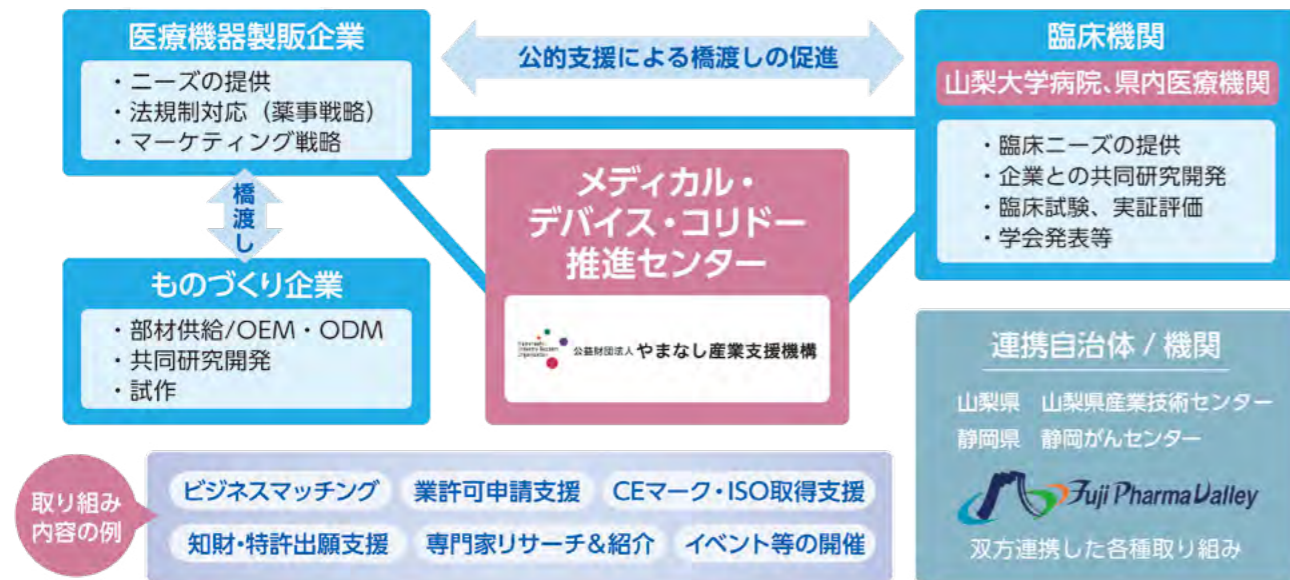 医療機器製販企業
・ニーズの提供
・法規制対応（薬事戦略）
・マーケティング戦略
公的支援による橋渡しの促進
臨床機関
山梨大学病院、県内医療機関
・臨床ニーズの提供
・企業との共同研究開発
・臨床試験、実証評価
・学会発表等
橋渡し
メディカル・
デバイス・コリドー
推進センター
公益財団法人 やまなし産業支援機構
ものづくり企業
・部材供給/OEM・ODM
・共同研究開発
・試作
連携自治体 / 機関
山梨県　山梨県産業技術センター
静岡県　静岡がんセンター
Fuji Pharma Valley
双方連携した各種取り組み
取り組み
内容の例
ビジネスマッチング　業許可申請支援　CEマーク・ISO取得支援
知財・特許出願支援　専門家リサーチ＆紹介　イベント等の開催